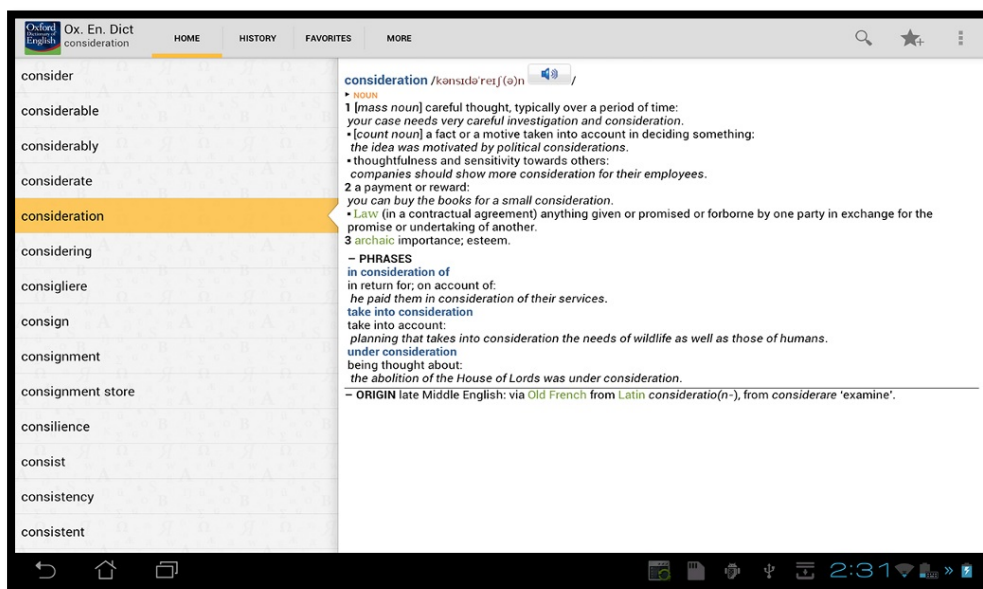 Oxford
Dictionary of
English
Ox. En. Dict
consideration
HOME
HISTORY
FAVORITES
MORE
consider
considerable
considerably
considerate
consideration
considering
consigliere
consign
consignment
consignment store
consilience
consist
consistency
consistent
consideration /kənsɪdəˈreɪʃ(ə)n /
▸ NOUN
1 [mass noun] careful thought, typically over a period of time:
your case needs very careful investigation and consideration.
▪ [count noun] a fact or a motive taken into account in deciding something:
the idea was motivated by political considerations.
▪ thoughtfulness and sensitivity towards others:
companies should show more consideration for their employees.
2 a payment or reward:
you can buy the books for a small consideration.
▪ Law (in a contractual agreement) anything given or promised or forborne by one party in exchange for the
promise or undertaking of another.
3 archaic importance; esteem.
– PHRASES
in consideration of
in return for; on account of:
he paid them in consideration of their services.
take into consideration
take into account:
planning that takes into consideration the needs of wildlife as well as those of humans.
under consideration
being thought about:
the abolition of the House of Lords was under consideration.
– ORIGIN late Middle English: via Old French from Latin consideratio(n-), from considerare ‘examine’.
2:31